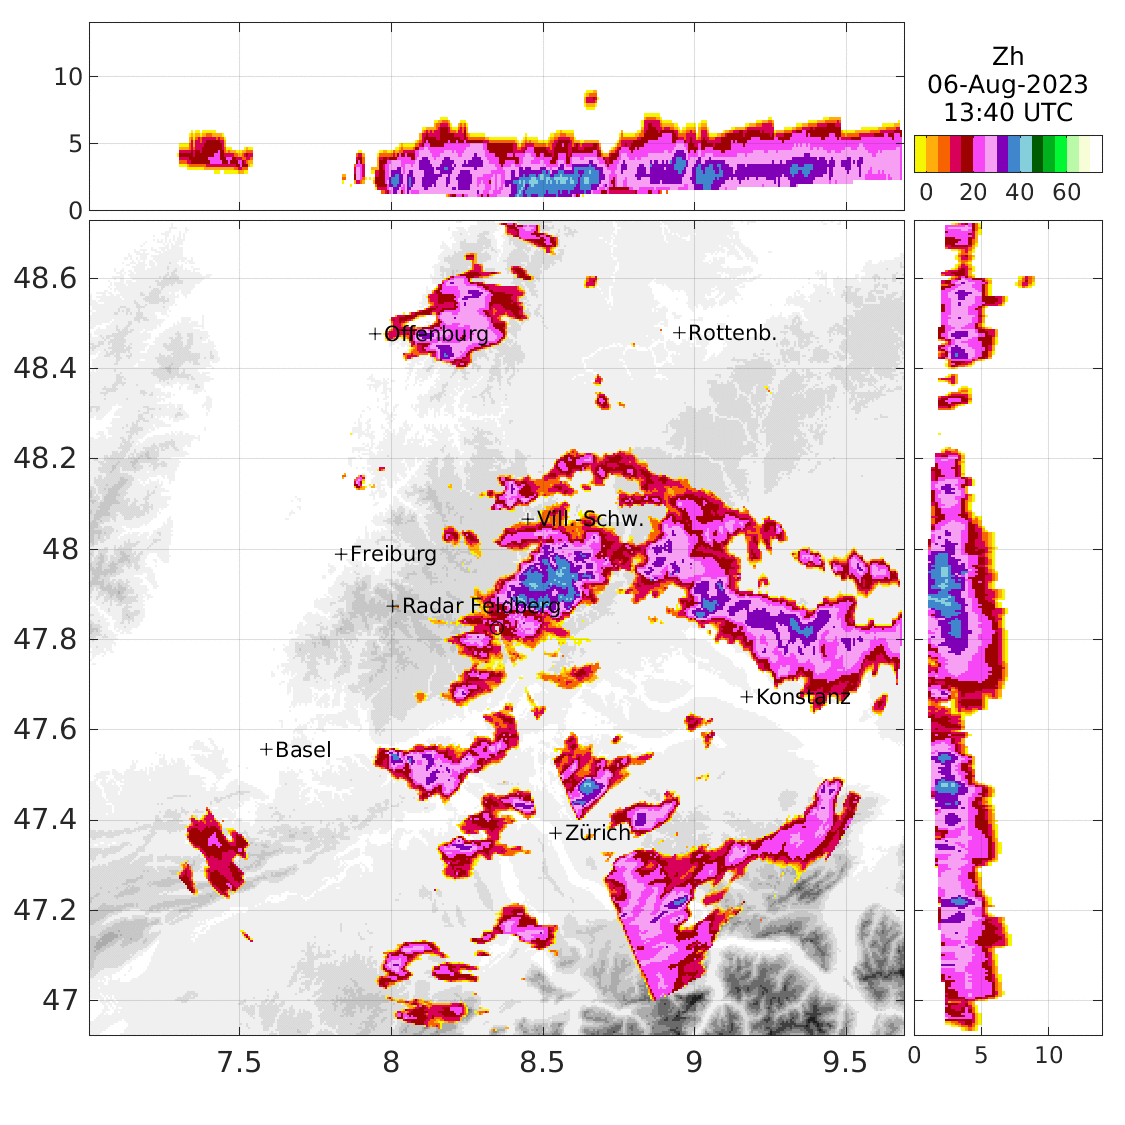 10
5
0
Zh
06-Aug-2023
13:40 UTC
0 20 40 60
48.6
48.4
48.2
48
47.8
47.6
47.4
47.2
47
+Offenburg
+Rottenb.
+Vill.-Schw.
+Freiburg
+Radar Feldberg
+Konstanz
+Basel
+Zürich
7.5 8 8.5 9 9.5
0 5 10